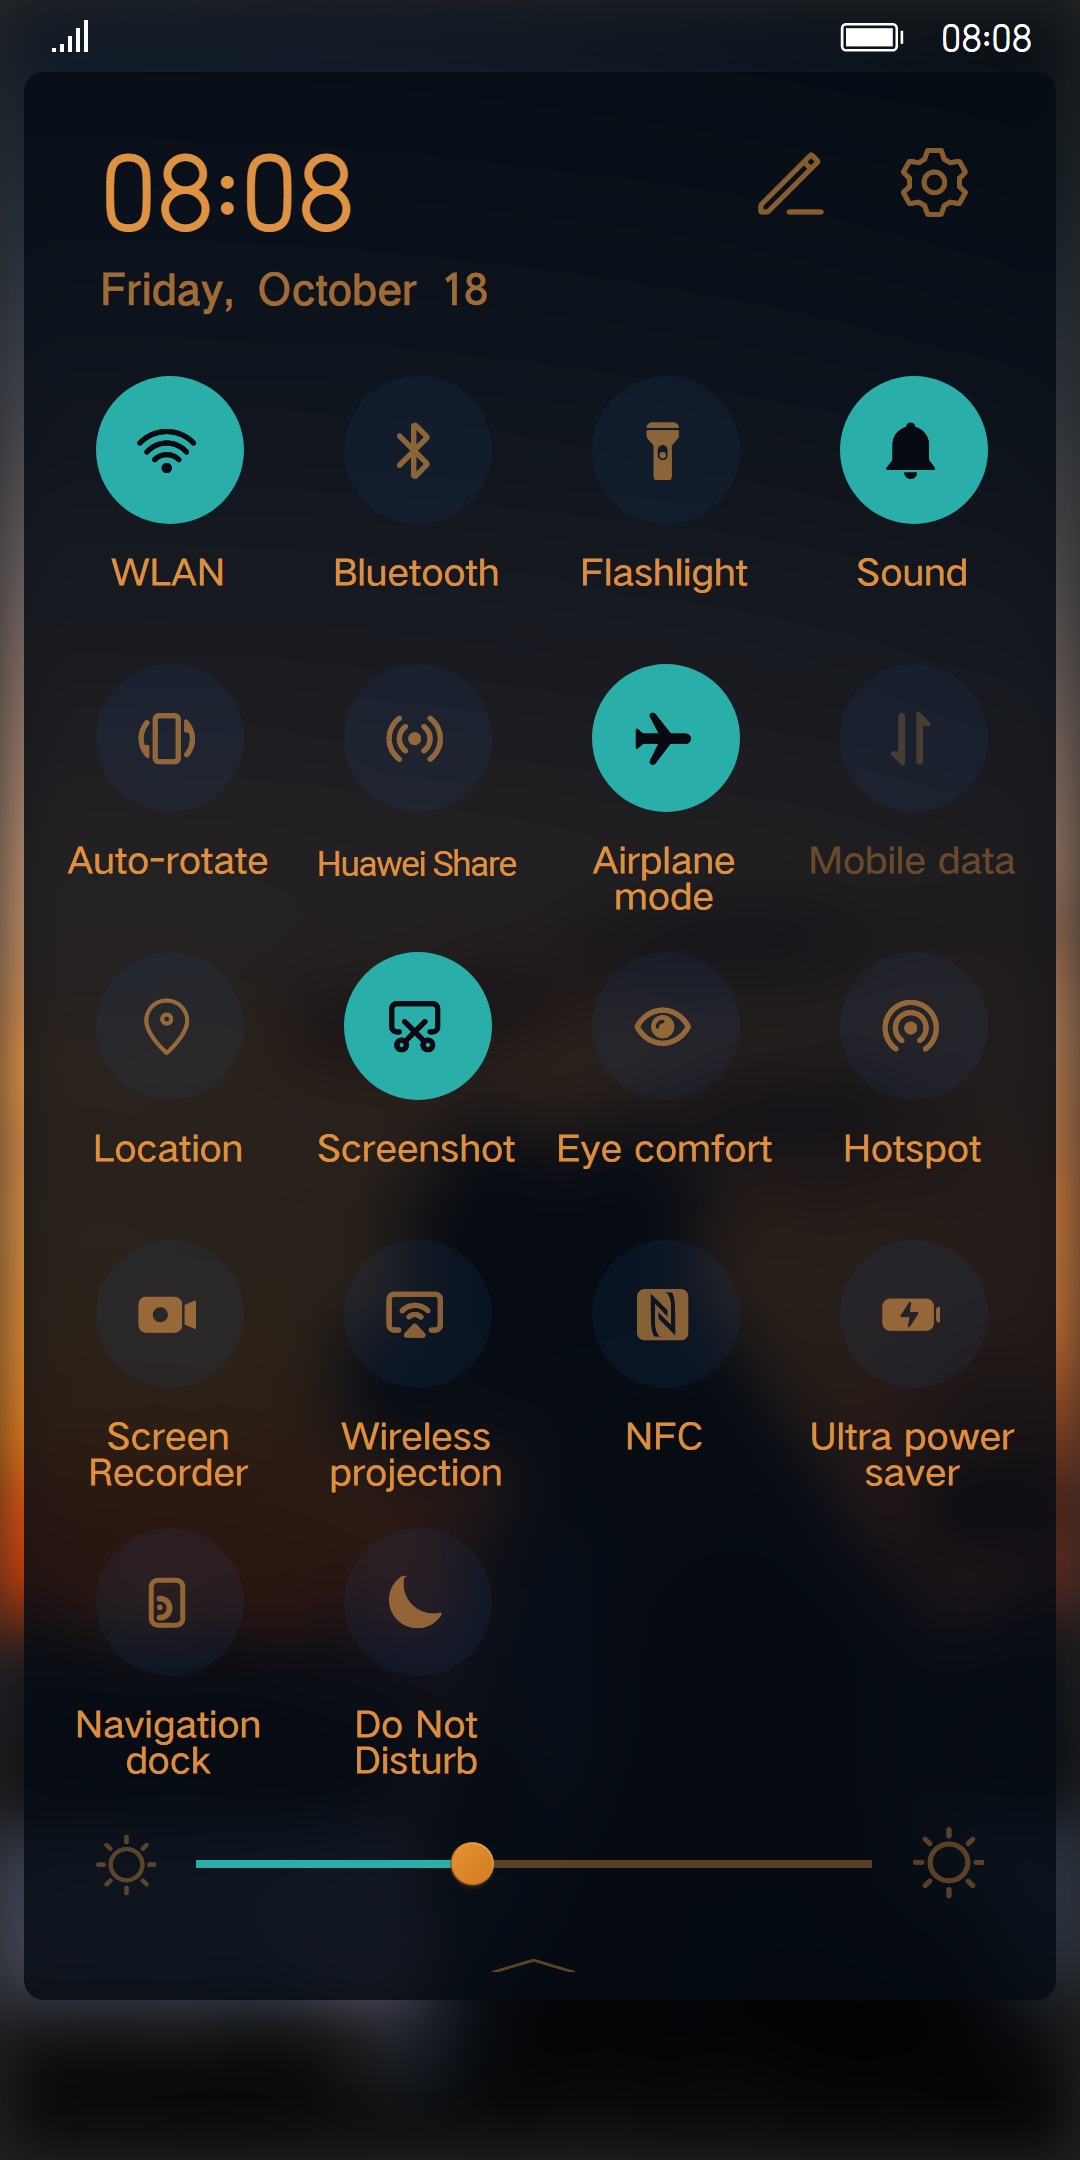 08:08
08:08
Friday, October 18
WLAN Bluetooth Flashlight Sound
Auto-rotate Huawei Share Airplane mode Mobile data
Location Screenshot Eye comfort Hotspot
Screen Recorder Wireless projection NFC Ultra power saver
Navigation dock Do Not Disturb